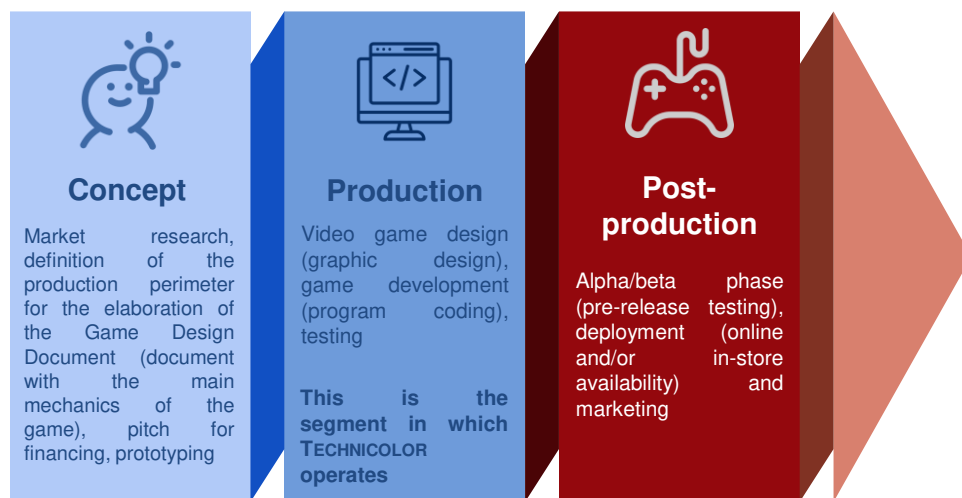 Concept
Market research,
definition of the
production perimeter
for the elaboration of
the Game Design
Document (document
with the main
mechanics of the
game), pitch for
financing, prototyping
</>
Production
Video game design
(graphic design),
game development
(program coding),
testing
This is the
segment in which
TECHNICOLOR
operates
Post-
production
Alpha/beta phase
(pre-release testing),
deployment (online
and/or in-store
availability) and
marketing